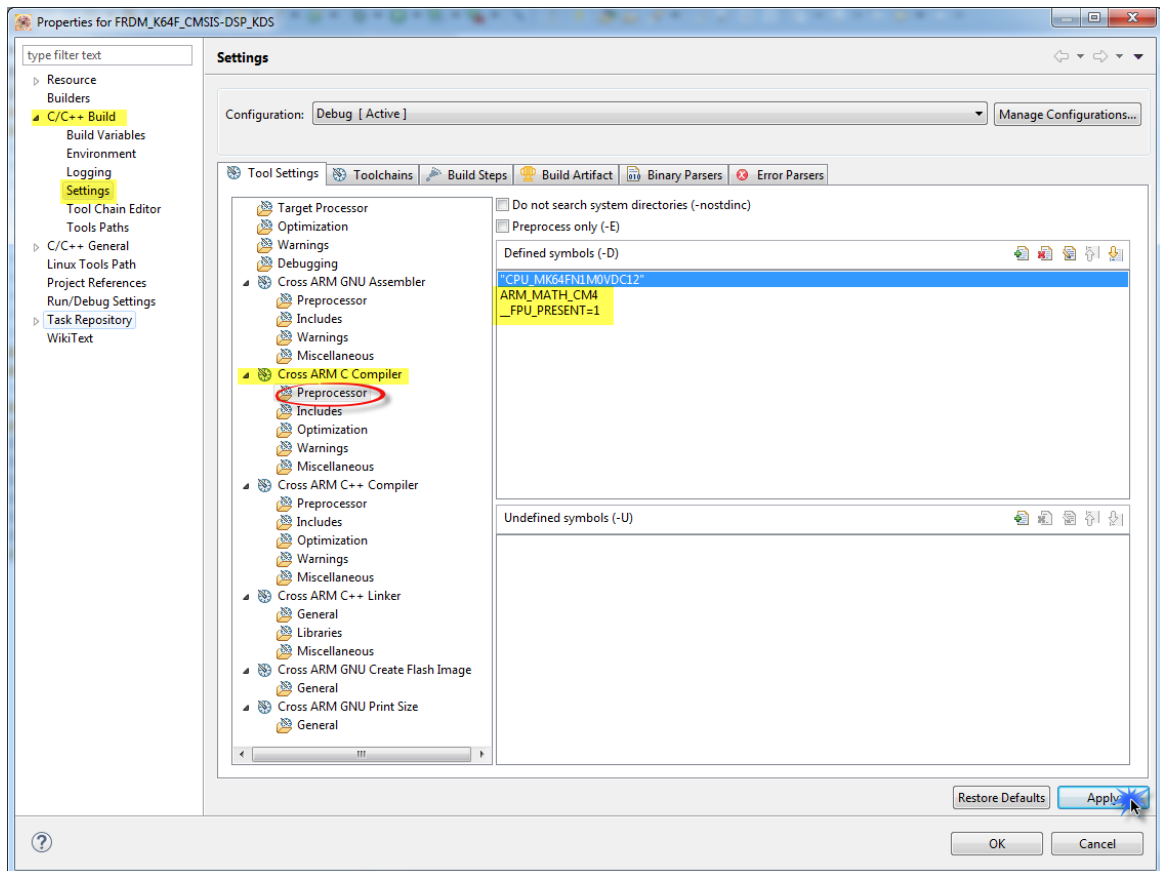 Properties for FRDM_K64F_CMSIS-DSP_KDS
type filter text
Resource
Builders
C/C++ Build
Build Variables
Environment
Logging
Settings
Tool Chain Editor
Tools Paths
C/C++ General
Linux Tools Path
Project References
Run/Debug Settings
Task Repository
WikiText
Settings
Configuration: Debug [ Active ] Manage Configurations...
Tool Settings Toolchains Build Steps Build Artifact Binary Parsers Error Parsers
Target Processor
Optimization
Warnings
Debugging
Cross ARM GNU Assembler
Preprocessor
Includes
Warnings
Miscellaneous
Cross ARM C Compiler
Preprocessor
Includes
Optimization
Warnings
Miscellaneous
Cross ARM C++ Compiler
Preprocessor
Includes
Optimization
Warnings
Miscellaneous
Cross ARM C++ Linker
General
Libraries
Miscellaneous
Cross ARM GNU Create Flash Image
General
Cross ARM GNU Print Size
General
Do not search system directories (-nostdinc)
Preprocess only (-E)
Defined symbols (-D)
"CPU_MK64FN1M0VDC12"
ARM_MATH_CM4
__FPU_PRESENT=1
Undefined symbols (-U)
Restore Defaults Apply
OK Cancel